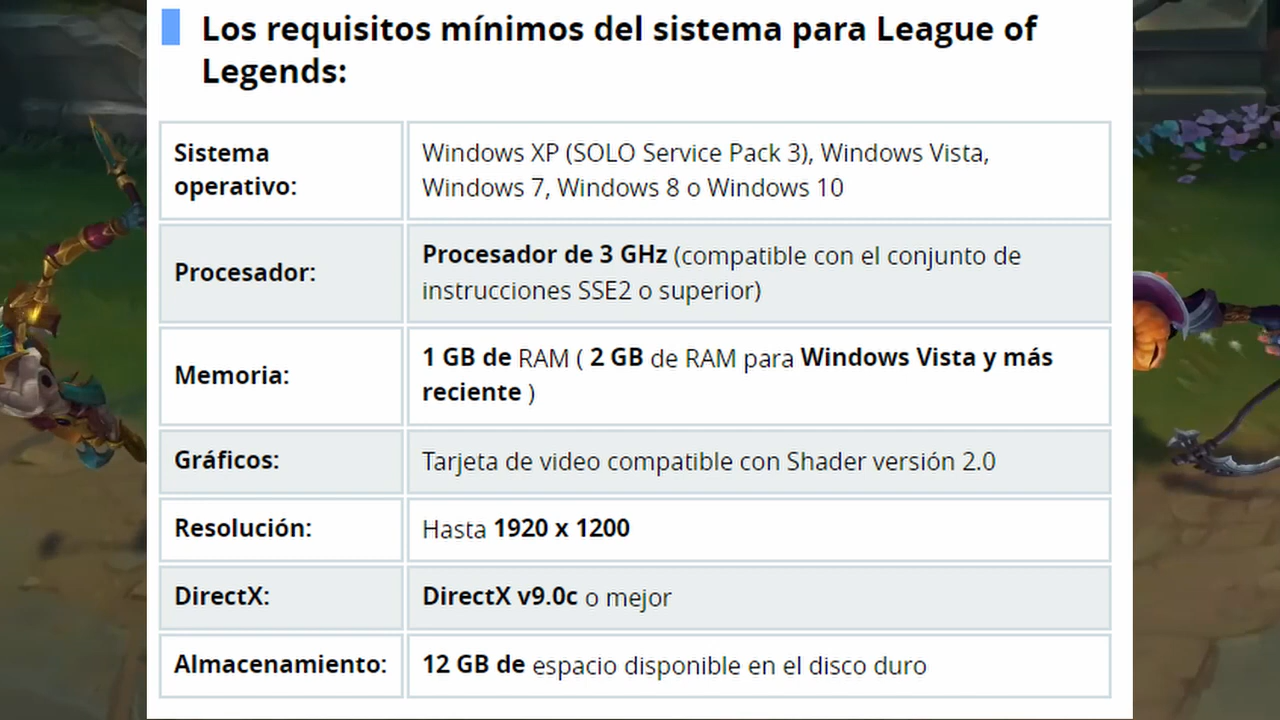 Los requisitos mínimos del sistema para League of
Legends:
Sistema
operativo:
Windows XP (SOLO Service Pack 3), Windows Vista,
Windows 7, Windows 8 o Windows 10
Procesador:
Procesador de 3 GHz (compatible con el conjunto de
instrucciones SSE2 o superior)
Memoria:
1 GB de RAM ( 2 GB de RAM para Windows Vista y más
reciente )
Gráficos:
Tarjeta de video compatible con Shader versión 2.0
Resolución:
Hasta 1920 x 1200
DirectX:
DirectX v9.0c o mejor
Almacenamiento:
12 GB de espacio disponible en el disco duro